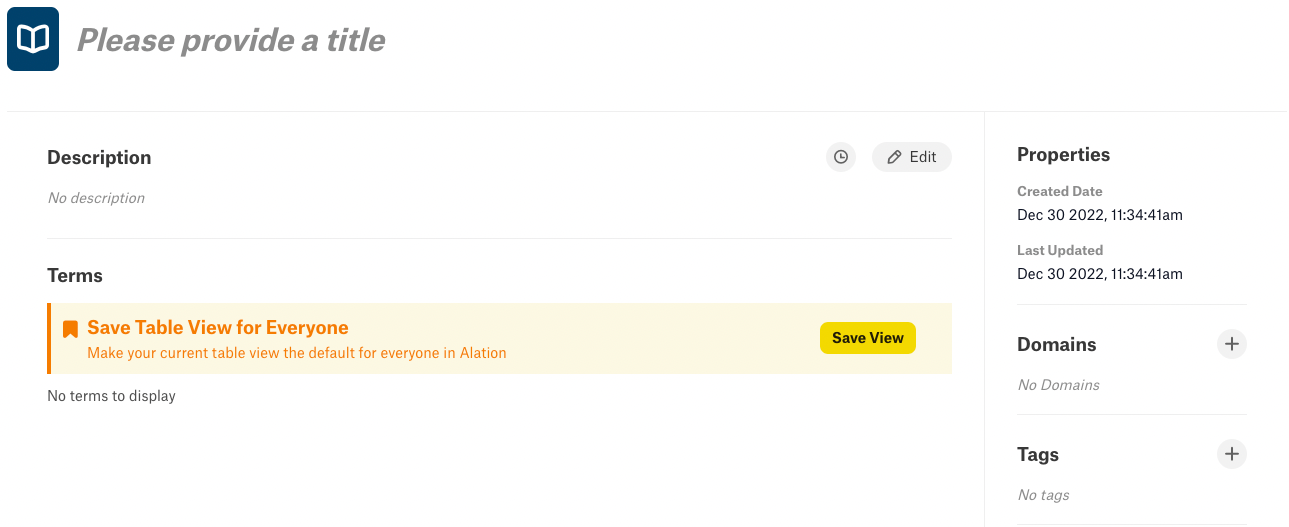 Please provide a title
Description
Edit
No description
Terms
Save Table View for Everyone
Make your current table view the default for everyone in Alation
Save View
No terms to display
Properties
Created Date
Dec 30 2022, 11:34:41am
Last Updated
Dec 30 2022, 11:34:41am
Domains
No Domains
Tags
No tags